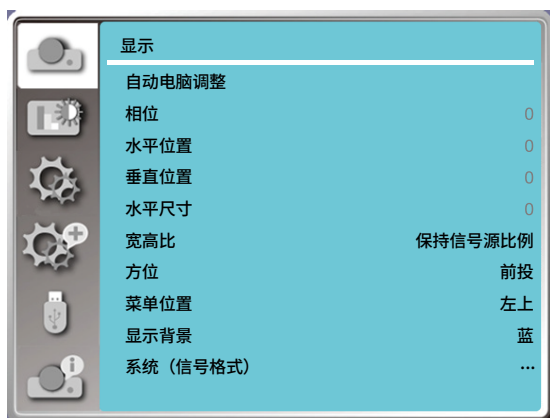 显示
自动电脑调整
相位 0
水平位置 0
垂直位置 0
水平尺寸 0
宽高比 保持信号源比例
方位 前投
菜单位置 左上
显示背景 蓝
系统（信号格式） ···